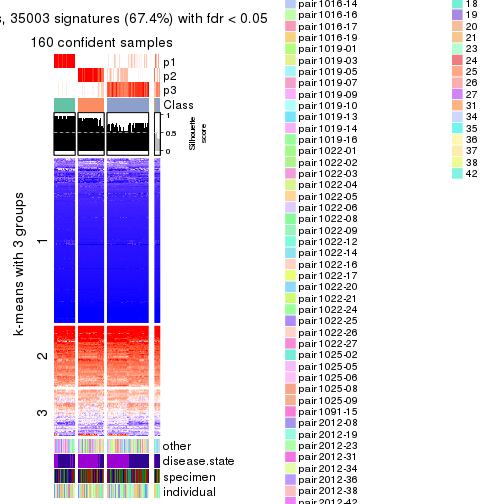 s, 35003 signatures (67.4%) with fdr < 0.05
160 confident samples
p1
p2
p3
Class
1
0.5
0
Silhouette
score
k-means with 3 groups
1
2
3
other
disease.state
specimen
individual
pair1016-14
pair1016-16
pair1016-17
pair1016-19
pair1019-01
pair1019-03
pair1019-05
pair1019-07
pair1019-09
pair1019-10
pair1019-13
pair1019-14
pair1019-16
pair1022-01
pair1022-02
pair1022-03
pair1022-04
pair1022-05
pair1022-06
pair1022-08
pair1022-09
pair1022-12
pair1022-14
pair1022-16
pair1022-17
pair1022-20
pair1022-21
pair1022-24
pair1022-25
pair1022-26
pair1022-27
pair1025-02
pair1025-05
pair1025-06
pair1025-08
pair1025-09
pair1091-15
pair2012-08
pair2012-19
pair2012-23
pair2012-31
pair2012-34
pair2012-36
pair2012-38
pair2012-42
18
19
20
21
23
24
25
26
27
31
34
35
36
37
38
42